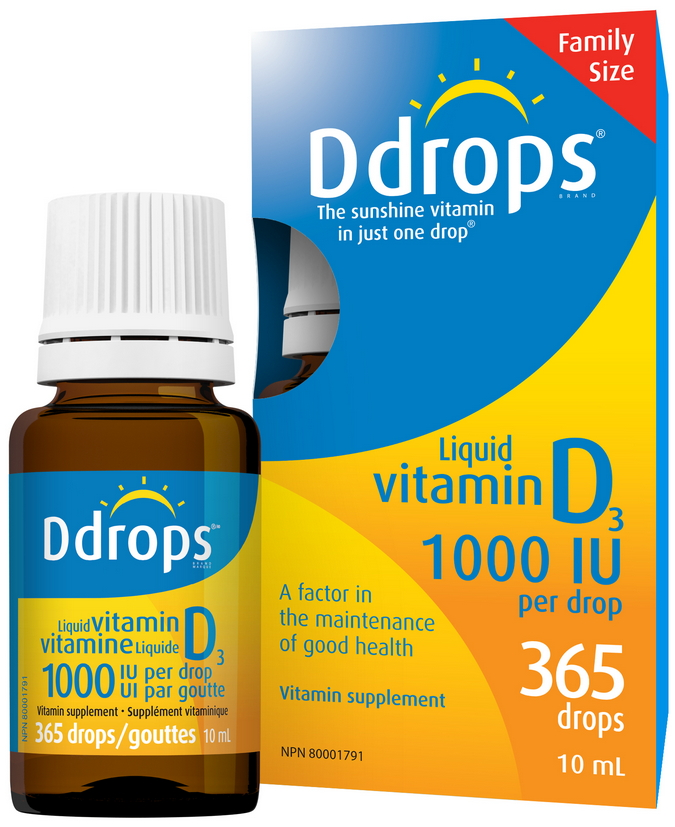 Family
Size
Ddrops®
BRAND
The sunshine vitamin
in just one drop®
Liquid
vitamin D3
1000 IU
per drop
A factor in
the maintenance
of good health
Vitamin supplement
365
drops
10 mL
NPN 80001791
Ddrops
Liquid vitamin D3
vitamine Liquide
1000 IU per drop
UI par goutte
Vitamin supplement • Supplément vitaminique
365 drops/gouttes 10 mL
NPN 80001791